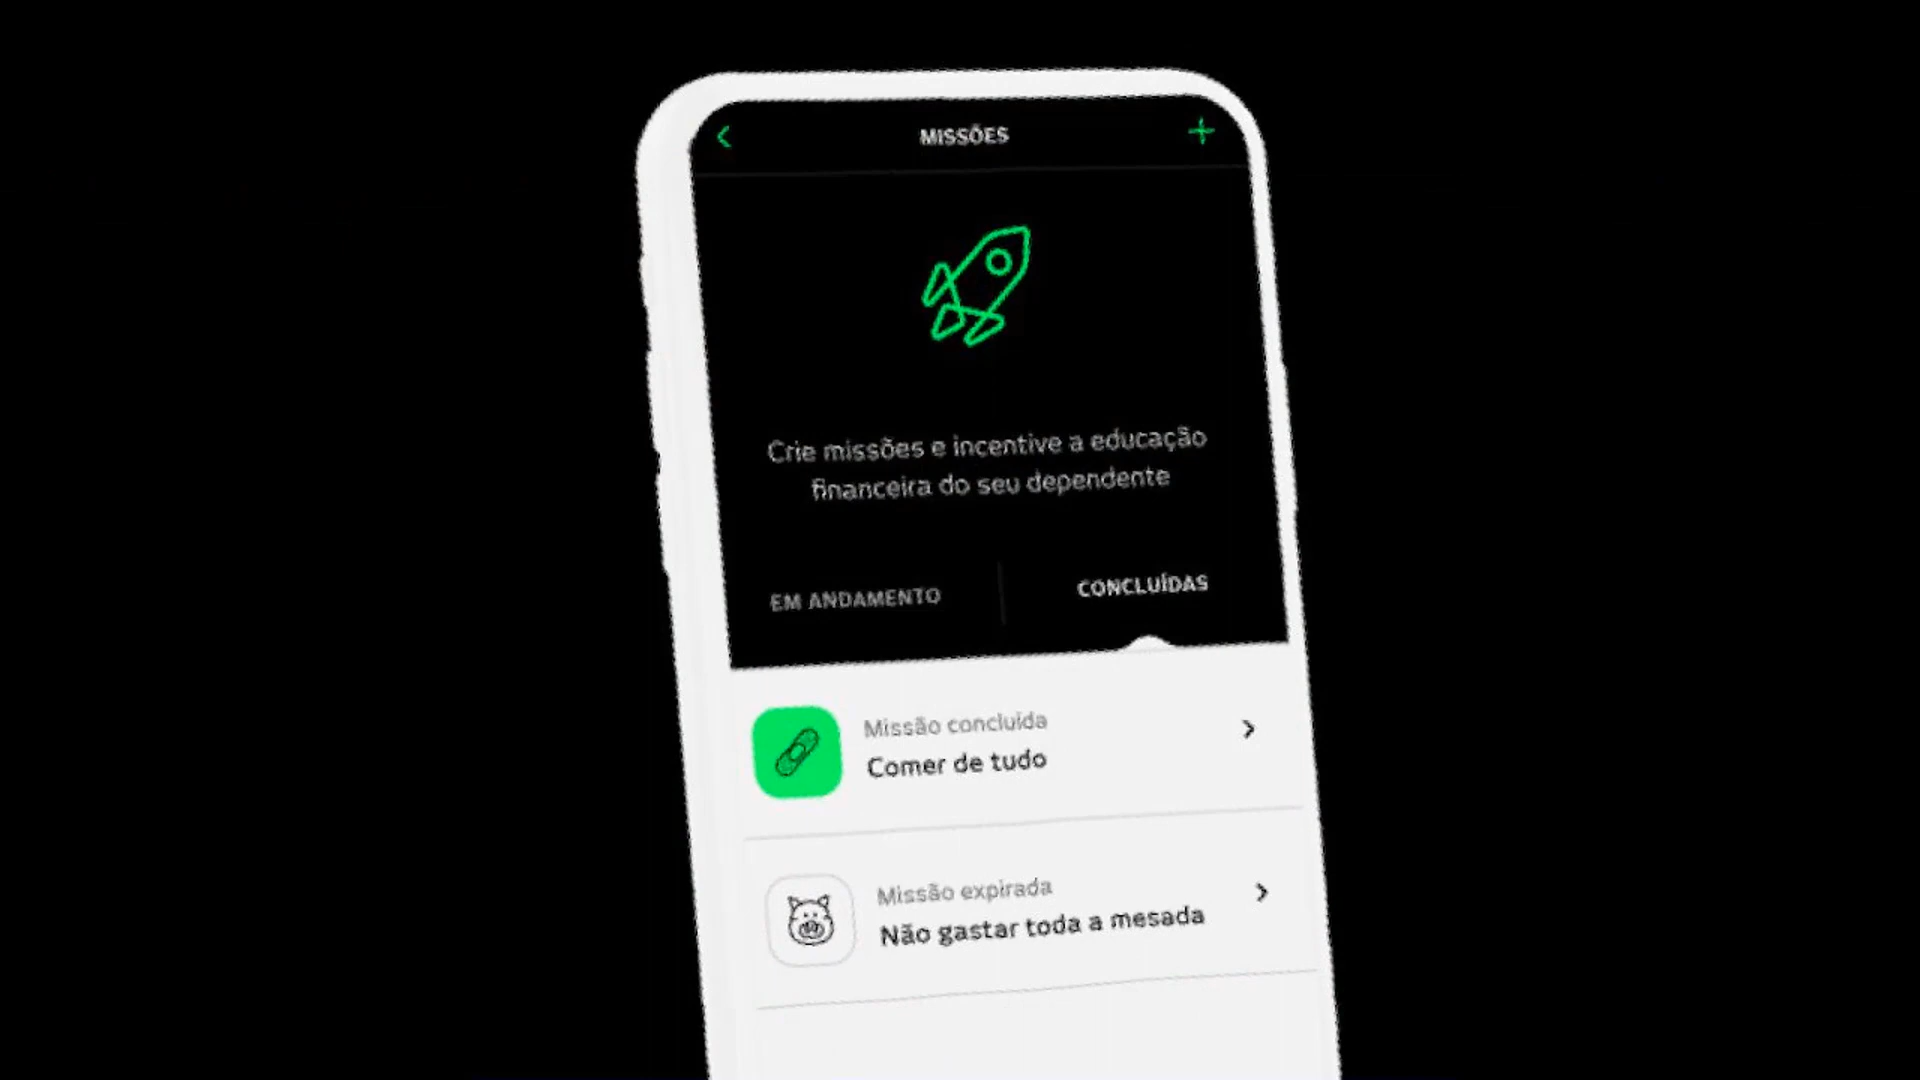 MISSÕES
Crie missões e incentive a educação
financeira do seu dependente
EM ANDAMENTO
CONCLUÍDAS
Missão concluída
Comer de tudo
Missão expirada
Não gastar toda a mesada